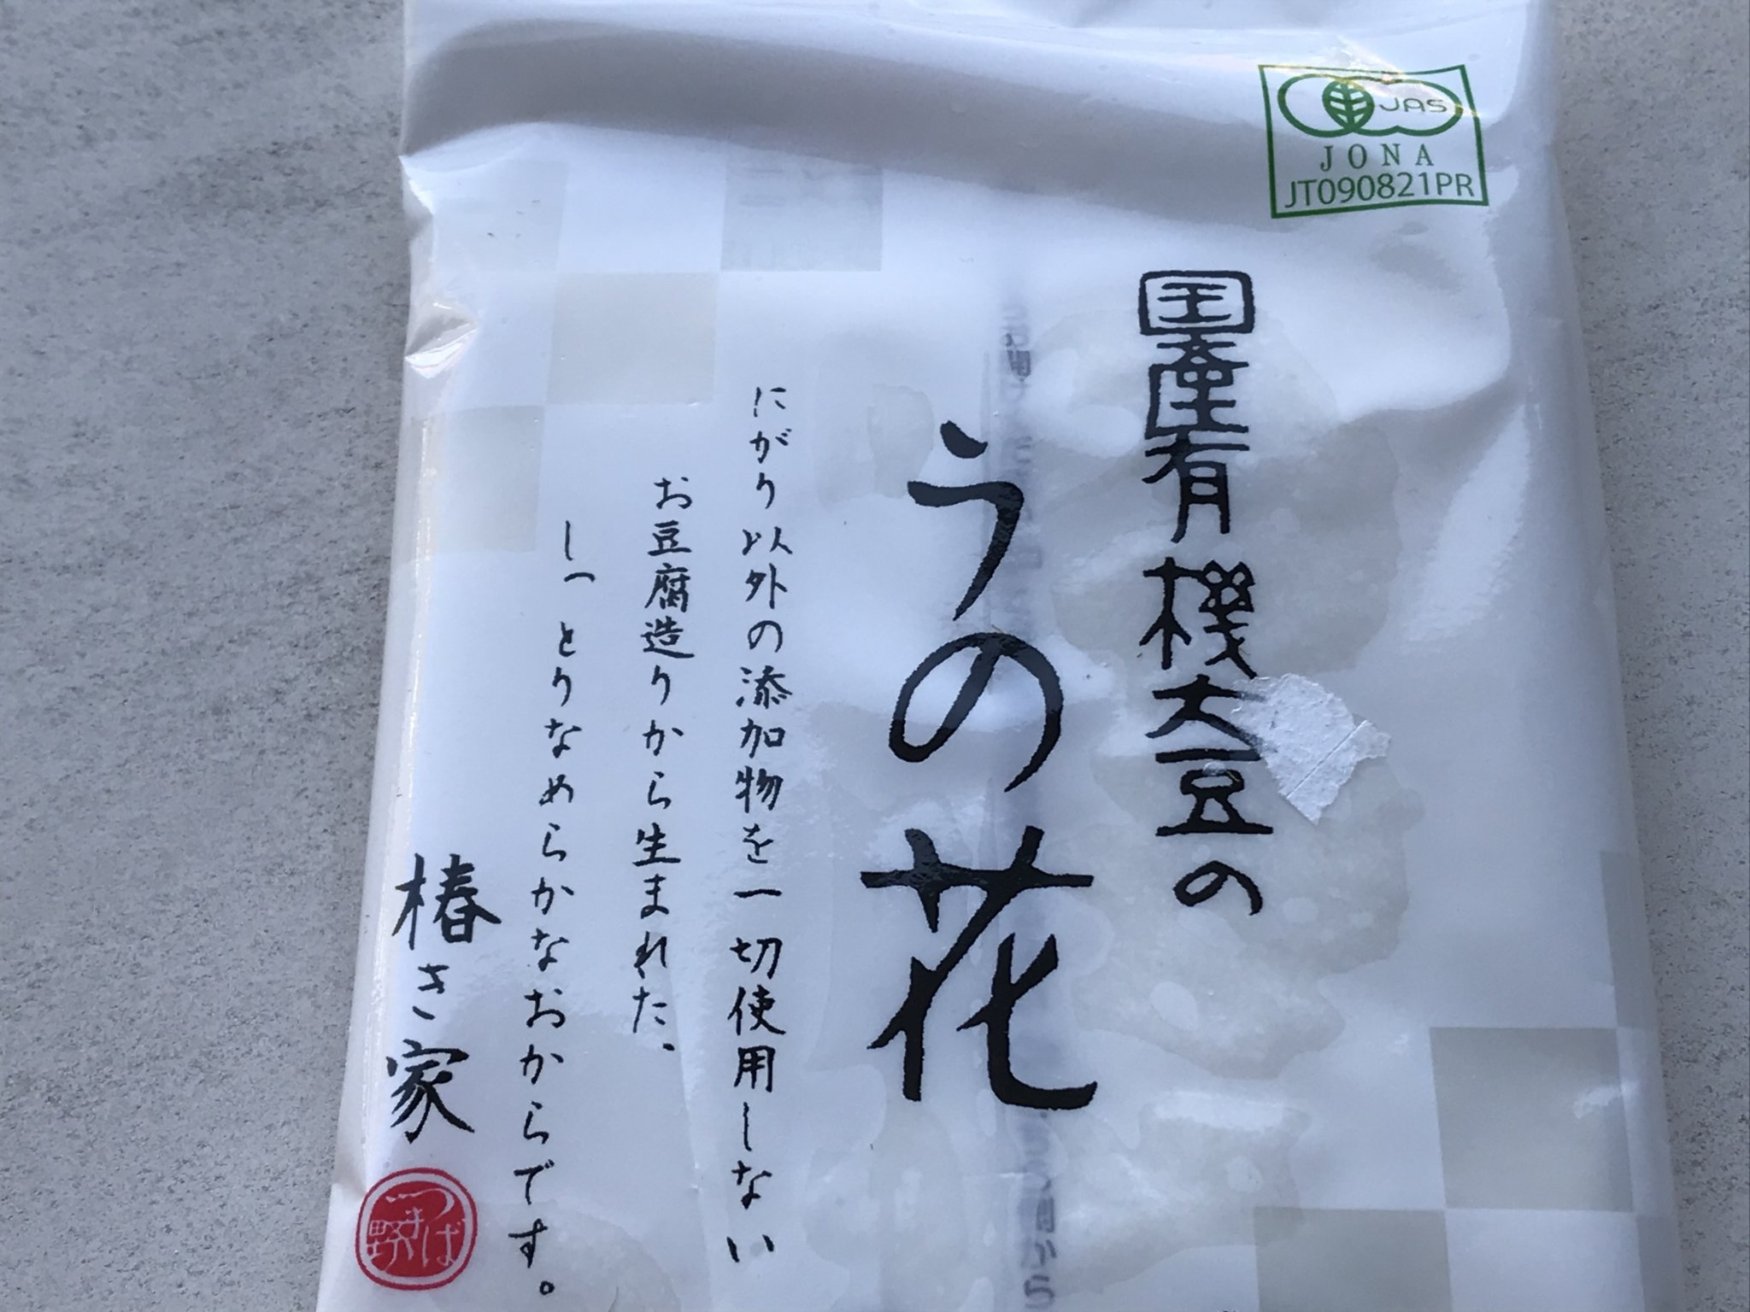 JAS
JONA
JT090821PR
国産有機大豆の
うの花
にがり以外の添加物を一切使用しない
お豆腐造りから生まれた、
しっとりなめらかなおからです。
椿き家
つばき野